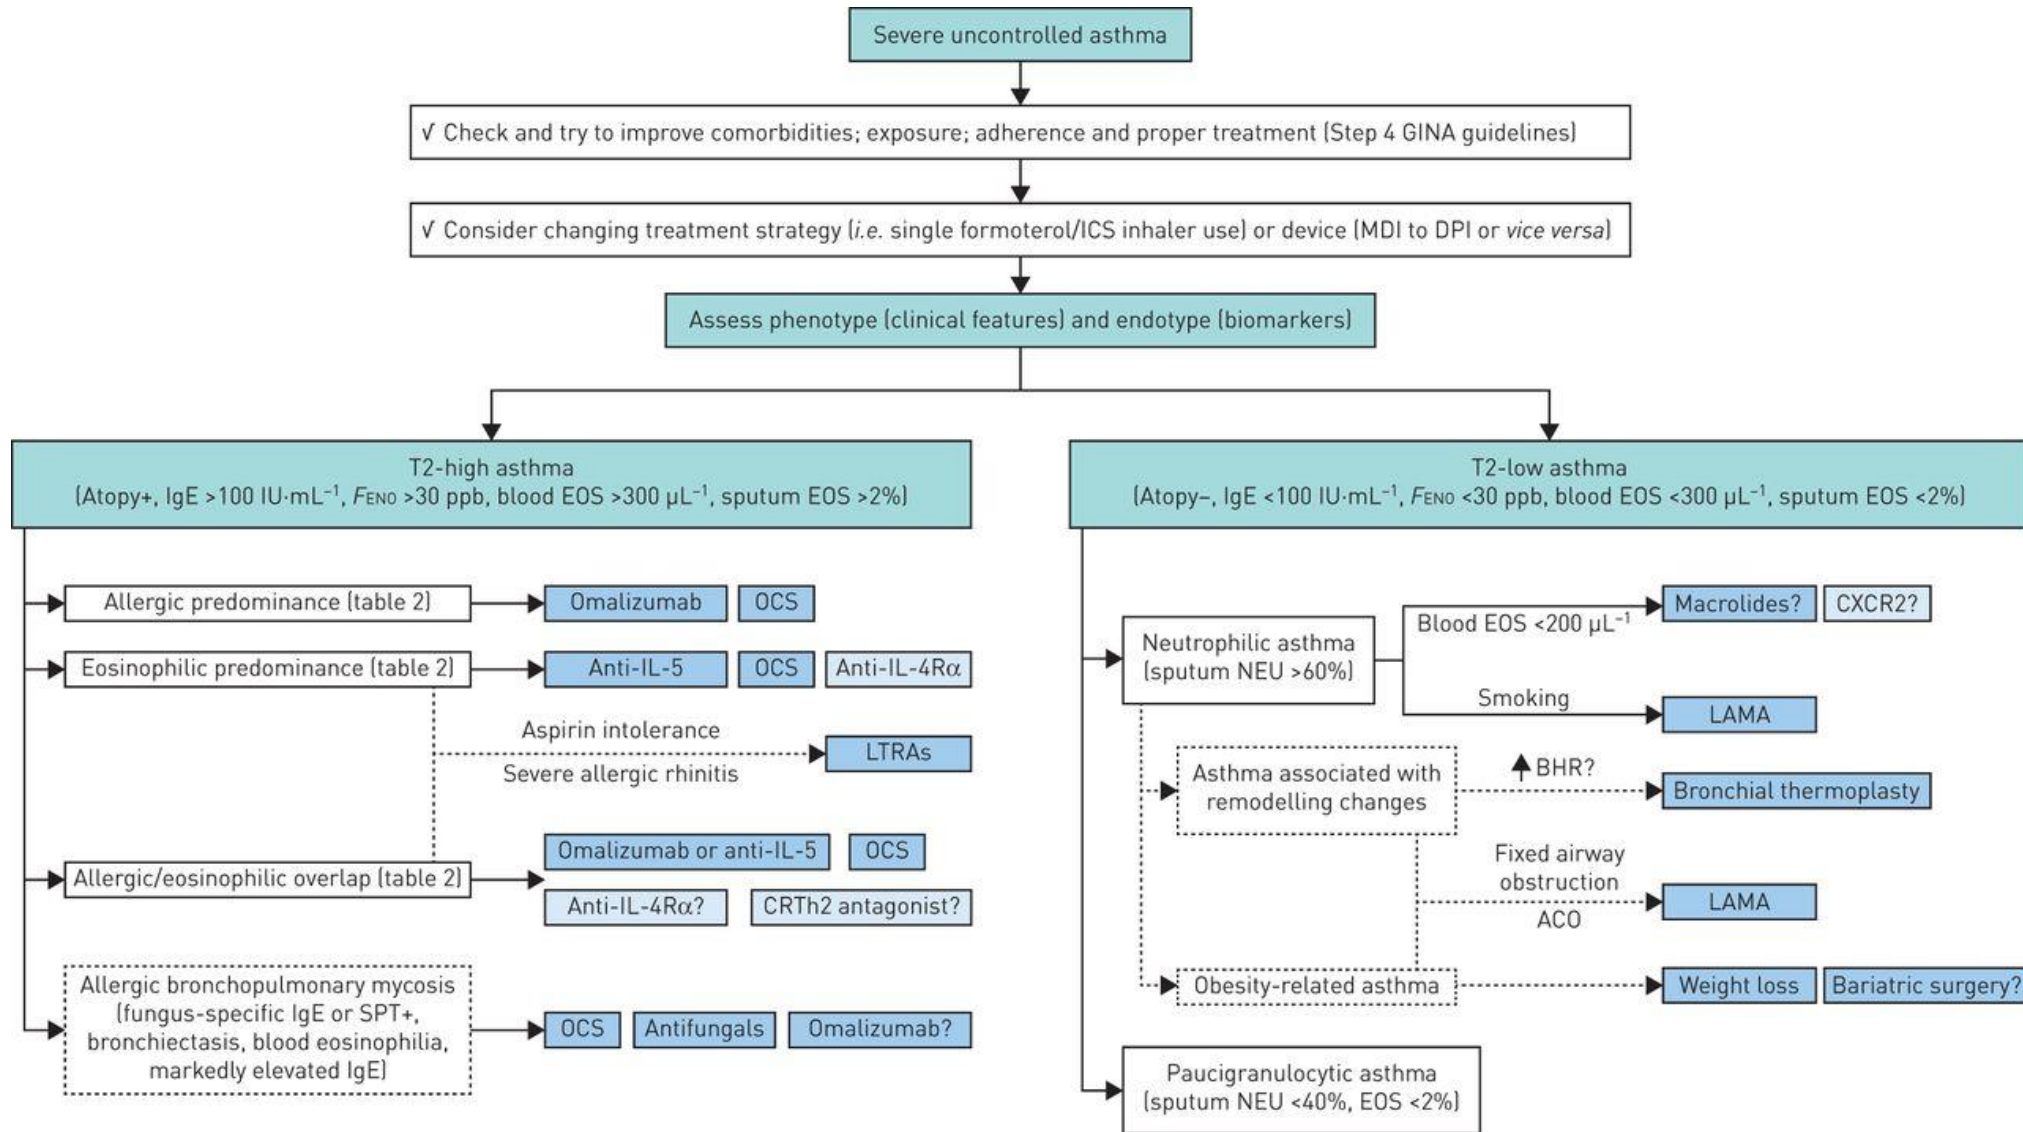 Severe uncontrolled asthma
√ Check and try to improve comorbidities; exposure; adherence and proper treatment (Step 4 GINA guidelines)
√ Consider changing treatment strategy (i.e. single formoterol/ICS inhaler use) or device (MDI to DPI or vice versa)
Assess phenotype (clinical features) and endotype (biomarkers)
T2-high asthma
(Atopy+, IgE >100 IU·mL⁻¹, FENO >30 ppb, blood EOS >300 µL⁻¹, sputum EOS >2%)
Allergic predominance (table 2)
Omalizumab
OCS
Eosinophilic predominance (table 2)
Anti-IL-5
OCS
Anti-IL-4Rα
Aspirin intolerance
Severe allergic rhinitis
LTRAs
Allergic/eosinophilic overlap (table 2)
Omalizumab or anti-IL-5
OCS
Anti-IL-4Rα?
CRTh2 antagonist?
Allergic bronchopulmonary mycosis
(fungus-specific IgE or SPT+,
bronchiectasis, blood eosinophilia,
markedly elevated IgE)
OCS
Antifungals
Omalizumab?
T2-low asthma
(Atopy–, IgE <100 IU·mL⁻¹, FENO <30 ppb, blood EOS <300 µL⁻¹, sputum EOS <2%)
Neutrophilic asthma
(sputum NEU >60%)
Blood EOS <200 µL⁻¹
Macrolides?
CXCR2?
Smoking
LAMA
Asthma associated with
remodelling changes
BHR?
Bronchial thermoplasty
Fixed airway
obstruction
ACO
LAMA
Obesity-related asthma
Weight loss
Bariatric surgery?
Paucigranulocytic asthma
(sputum NEU <40%, EOS <2%)